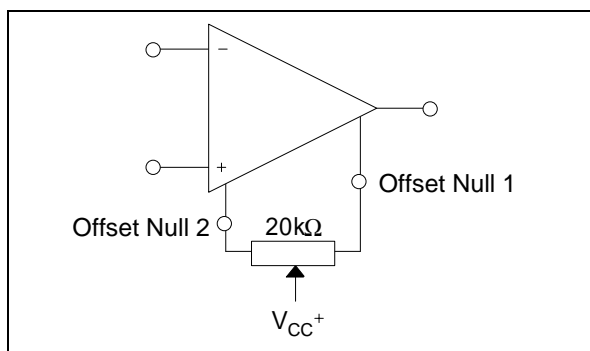 −
+
Offset Null 1
Offset Null 2
20kΩ
VCC+